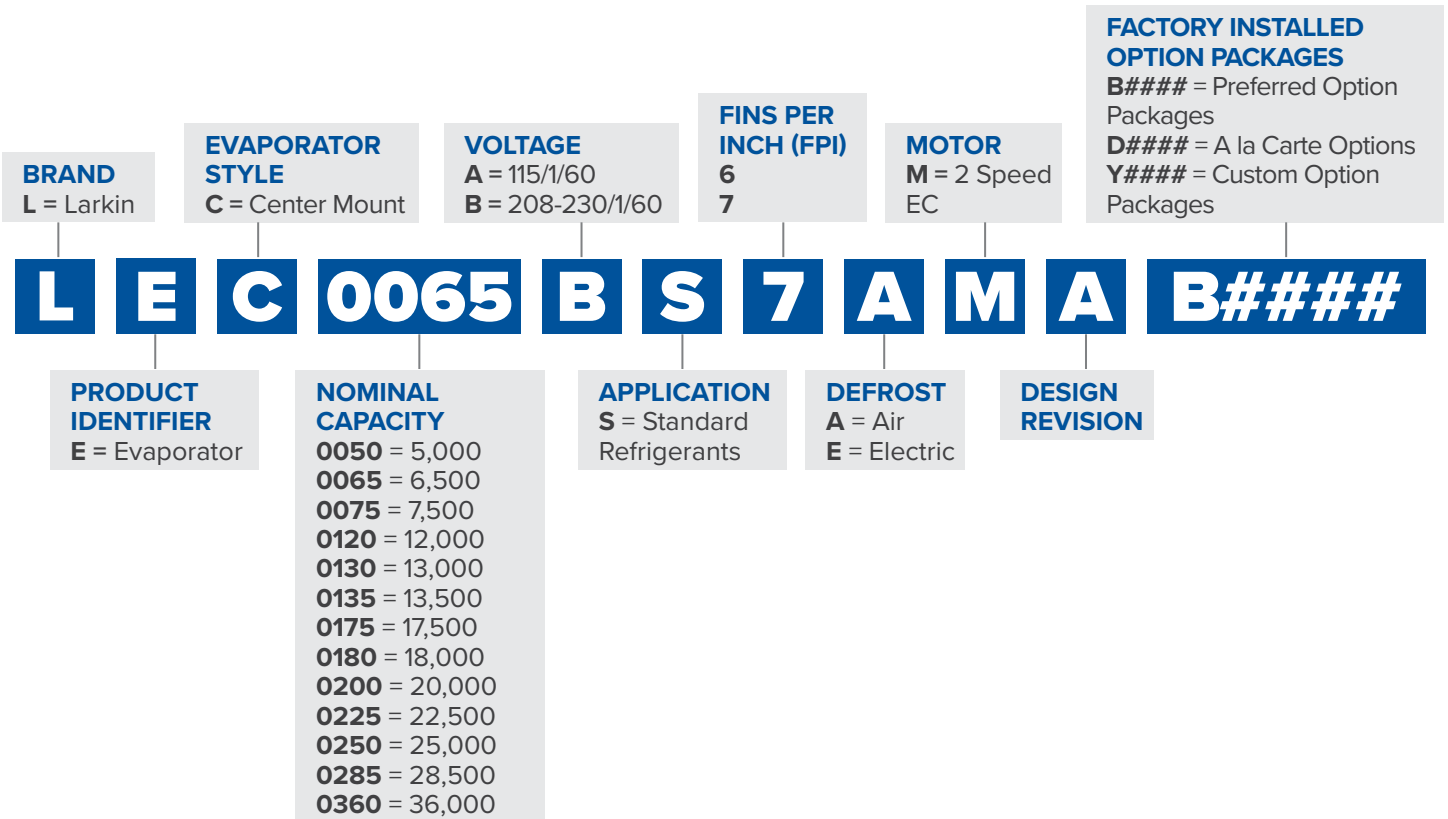 BRAND
L = Larkin
EVAPORATOR
STYLE
C = Center Mount
VOLTAGE
A = 115/1/60
B = 208-230/1/60
FINS PER
INCH (FPI)
6
7
MOTOR
M = 2 Speed
EC
FACTORY INSTALLED
OPTION PACKAGES
B#### = Preferred Option
Packages
D#### = A la Carte Options
Y#### = Custom Option
Packages
L E C 0065 B S 7 A M A B####
PRODUCT
IDENTIFIER
E = Evaporator
NOMINAL
CAPACITY
0050 = 5,000
0065 = 6,500
0075 = 7,500
0120 = 12,000
0130 = 13,000
0135 = 13,500
0175 = 17,500
0180 = 18,000
0200 = 20,000
0225 = 22,500
0250 = 25,000
0285 = 28,500
0360 = 36,000
APPLICATION
S = Standard
Refrigerants
DEFROST
A = Air
E = Electric
DESIGN
REVISION